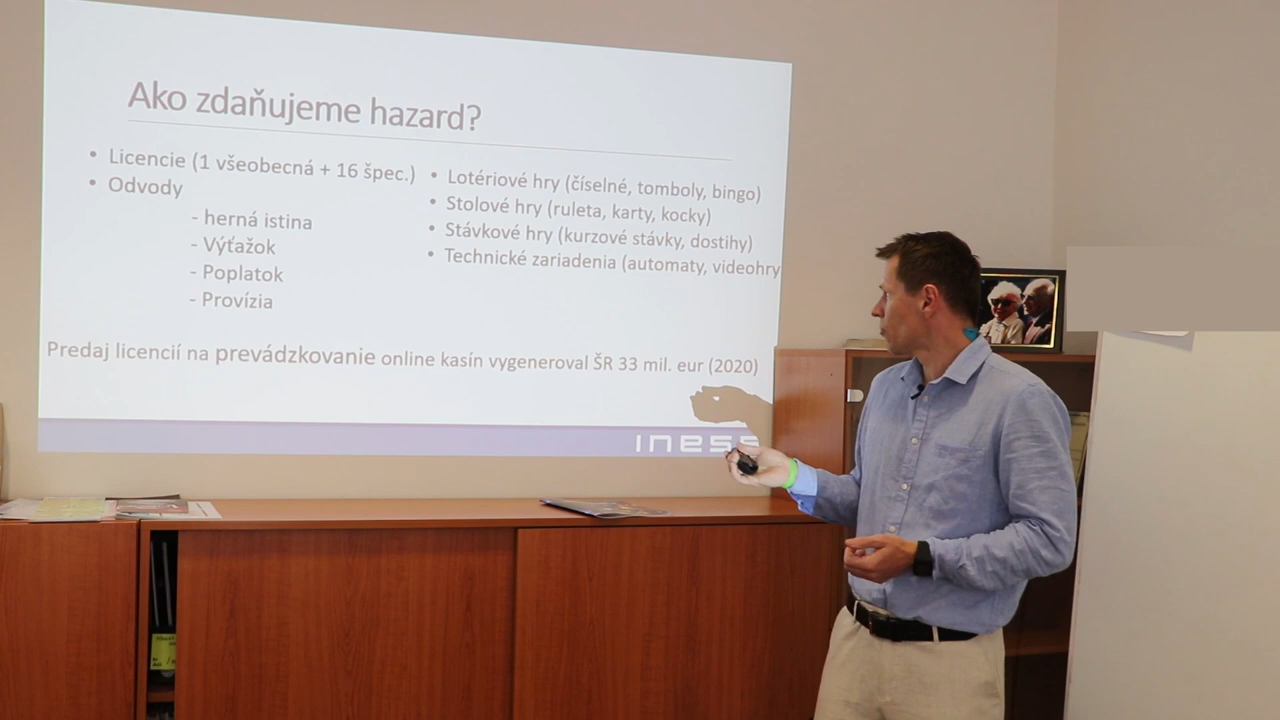 Ako zdaňujeme hazard?
• Licencie (1 všeobecná + 16 špec.)
• Odvody
- herná istina
- Výťažok
- Poplatok
- Provízia
• Lotériové hry (číselné, tomboly, bingo)
• Stolové hry (ruleta, karty, kocky)
• Stávkové hry (kurzové stávky, dostihy)
• Technické zariadenia (automaty, videohry
Predaj licencií na prevádzkovanie online kasín vygeneroval ŠR 33 mil. eur (2020)
INESS